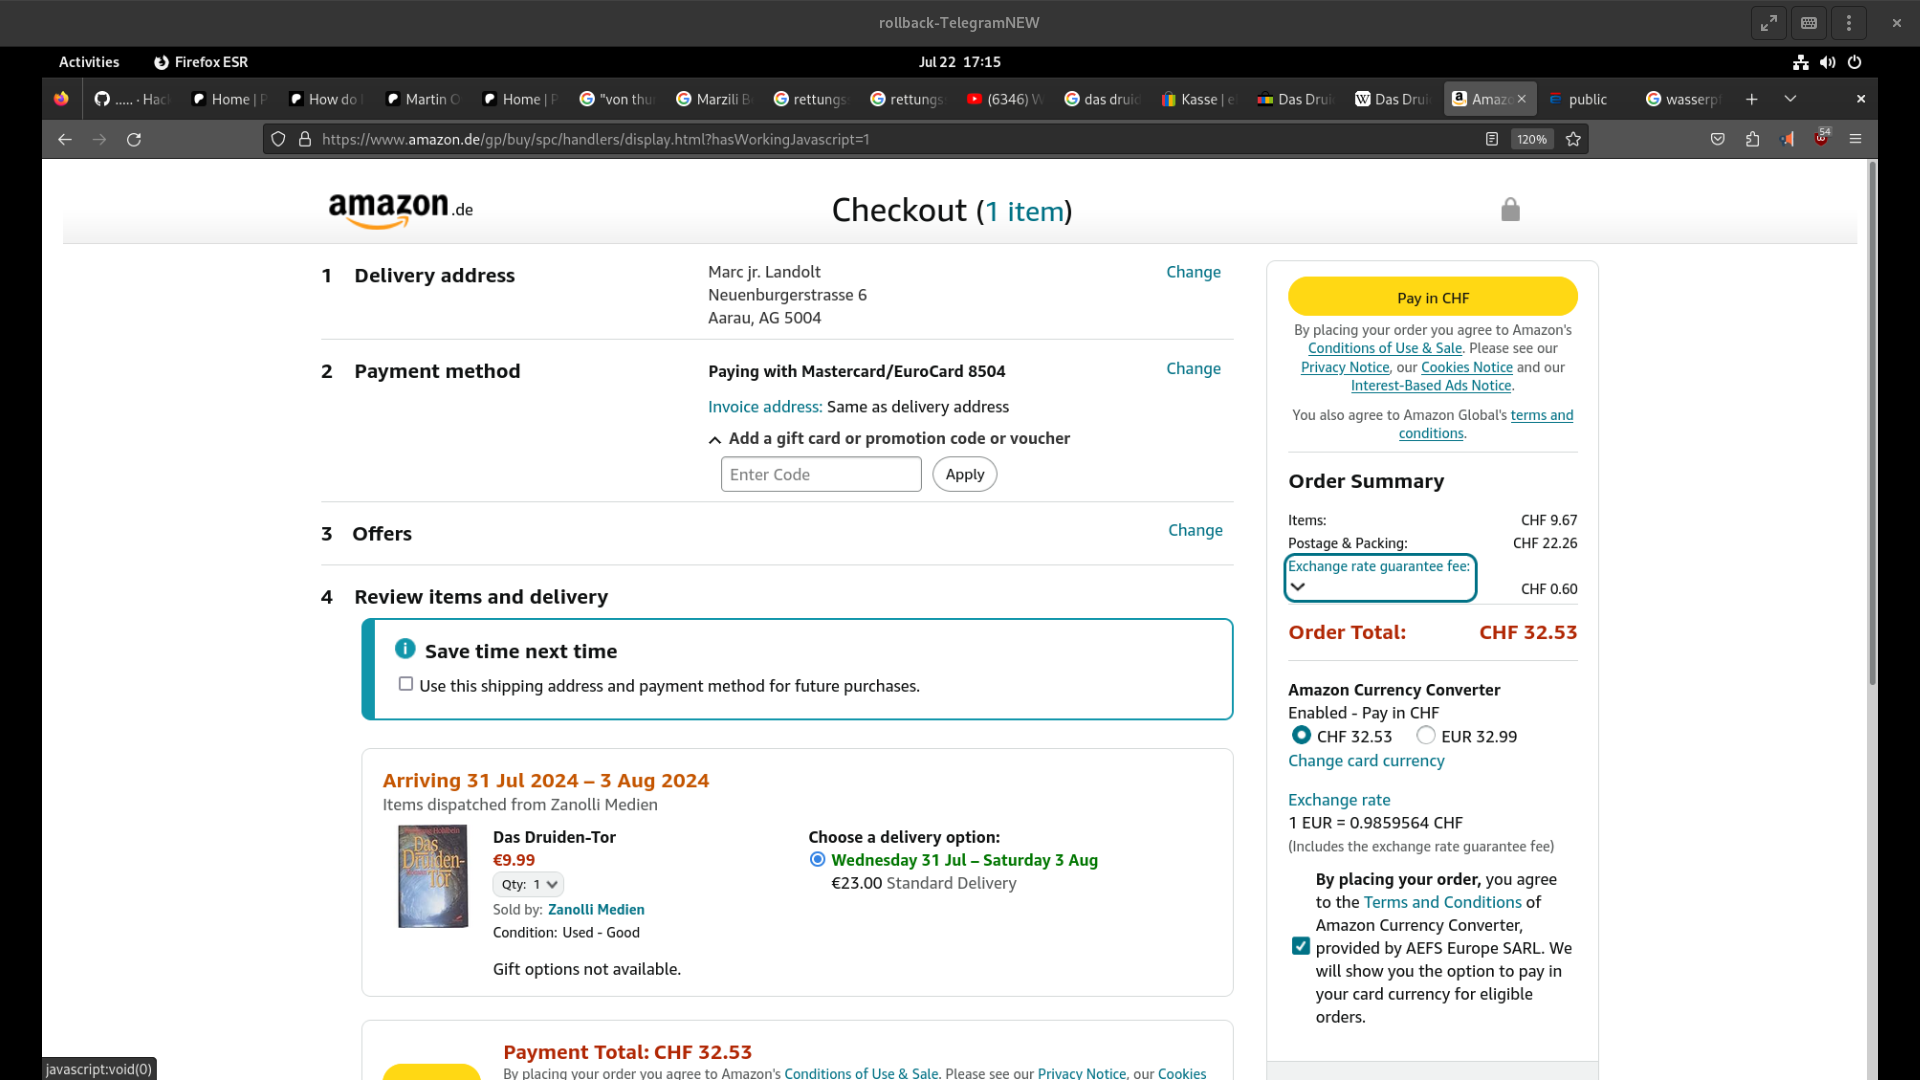 rollback-TelegramNEW
Activities
Firefox ESR
Jul 22 17:15
..... · Hac
Home | P
How do
Martin O
Home | P
"von thu
Marzili B
rettungs
rettungs
(6346) W
das druid
Kasse | e
Das Drui
Das Drui
Amaz
public
wasserp
https://www.amazon.de/gp/buy/spc/handlers/display.html?hasWorkingJavascript=1
120%
54
amazon.de
Checkout (1 item)
1 Delivery address
Marc jr. Landolt
Neuenburgerstrasse 6
Aarau, AG 5004
Change
2 Payment method
Paying with Mastercard/EuroCard 8504
Change
Invoice address: Same as delivery address
Add a gift card or promotion code or voucher
Enter Code
Apply
3 Offers
Change
4 Review items and delivery
Save time next time
Use this shipping address and payment method for future purchases.
Arriving 31 Jul 2024 – 3 Aug 2024
Items dispatched from Zanolli Medien
Das
Druiden-
Tor
Das Druiden-Tor
€9.99
Qty: 1
Sold by: Zanolli Medien
Condition: Used - Good
Gift options not available.
Choose a delivery option:
Wednesday 31 Jul – Saturday 3 Aug
€23.00 Standard Delivery
Payment Total: CHF 32.53
By placing your order you agree to Amazon's Conditions of Use & Sale. Please see our Privacy Notice, our Cookies
Pay in CHF
By placing your order you agree to Amazon's
Conditions of Use & Sale. Please see our
Privacy Notice, our Cookies Notice and our
Interest-Based Ads Notice.
You also agree to Amazon Global's terms and
conditions.
Order Summary
Items: CHF 9.67
Postage & Packing: CHF 22.26
Exchange rate guarantee fee:
CHF 0.60
Order Total: CHF 32.53
Amazon Currency Converter
Enabled - Pay in CHF
CHF 32.53 EUR 32.99
Change card currency
Exchange rate
1 EUR = 0.9859564 CHF
(Includes the exchange rate guarantee fee)
By placing your order, you agree
to the Terms and Conditions of
Amazon Currency Converter,
provided by AEFS Europe SARL. We
will show you the option to pay in
your card currency for eligible
orders.
javascript:void(0)